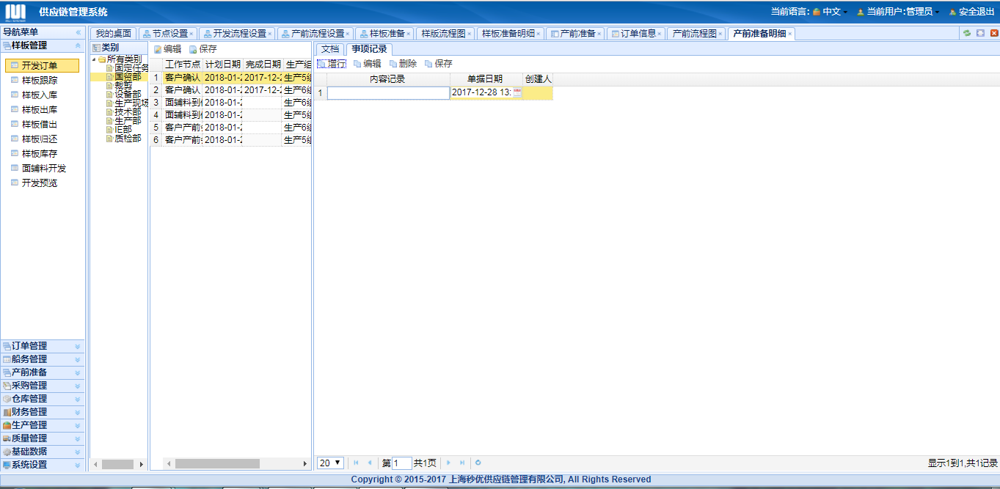 供应链管理系统
当前语言: 中文 当前用户:管理员 安全退出
导航菜单
样板管理
开发订单
样板跟踪
样板入库
样板出库
样板借出
样板归还
样板库存
面辅料开发
开发预览
订单管理
船务管理
产前准备
采购管理
仓库管理
财务管理
生产管理
质量管理
基础数据
系统设置
我的桌面 节点设置 开发流程设置 产前流程设置 样板准备 样版流程图 样板准备明细 产前准备 订单信息 产前流程图 产前准备明细
类别
所有类别
固定任务
国贸部
裁剪
设备部
生产现场
技术部
生产部
IE部
质检部
编辑 保存
工作节点 计划日期 完成日期 生产组
1 客户确认 2018-01-2 2017-12-2 生产5组
2 客户确认 2018-01-2 2017-12-2 生产6组
3 面辅料到 2018-01-2 生产6组
4 面辅料到 2018-01-2 生产5组
5 客户产前 2018-01-2 生产6组
6 客户产前 2018-01-2 生产5组
文档 事项记录
增行 编辑 删除 保存
内容记录 单据日期 创建人
1 2017-12-28 13:
20 第 1 共1页
显示1到1,共1记录
Copyright © 2015-2017 上海秒优供应链管理有限公司, All Rights Reserved